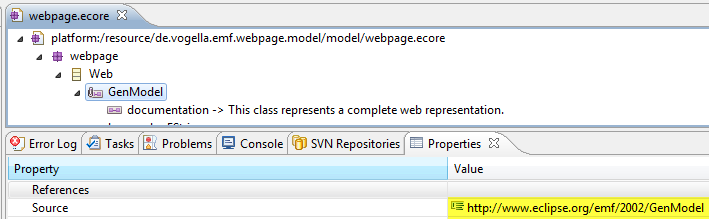 webpage.ecore
platform:/resource/de.vogella.emf.webpage.model/model/webpage.ecore
webpage
Web
GenModel
documentation -> This class represents a complete web representation.
Error Log Tasks Problems Console SVN Repositories Properties
Property Value
References
Source http://www.eclipse.org/emf/2002/GenModel